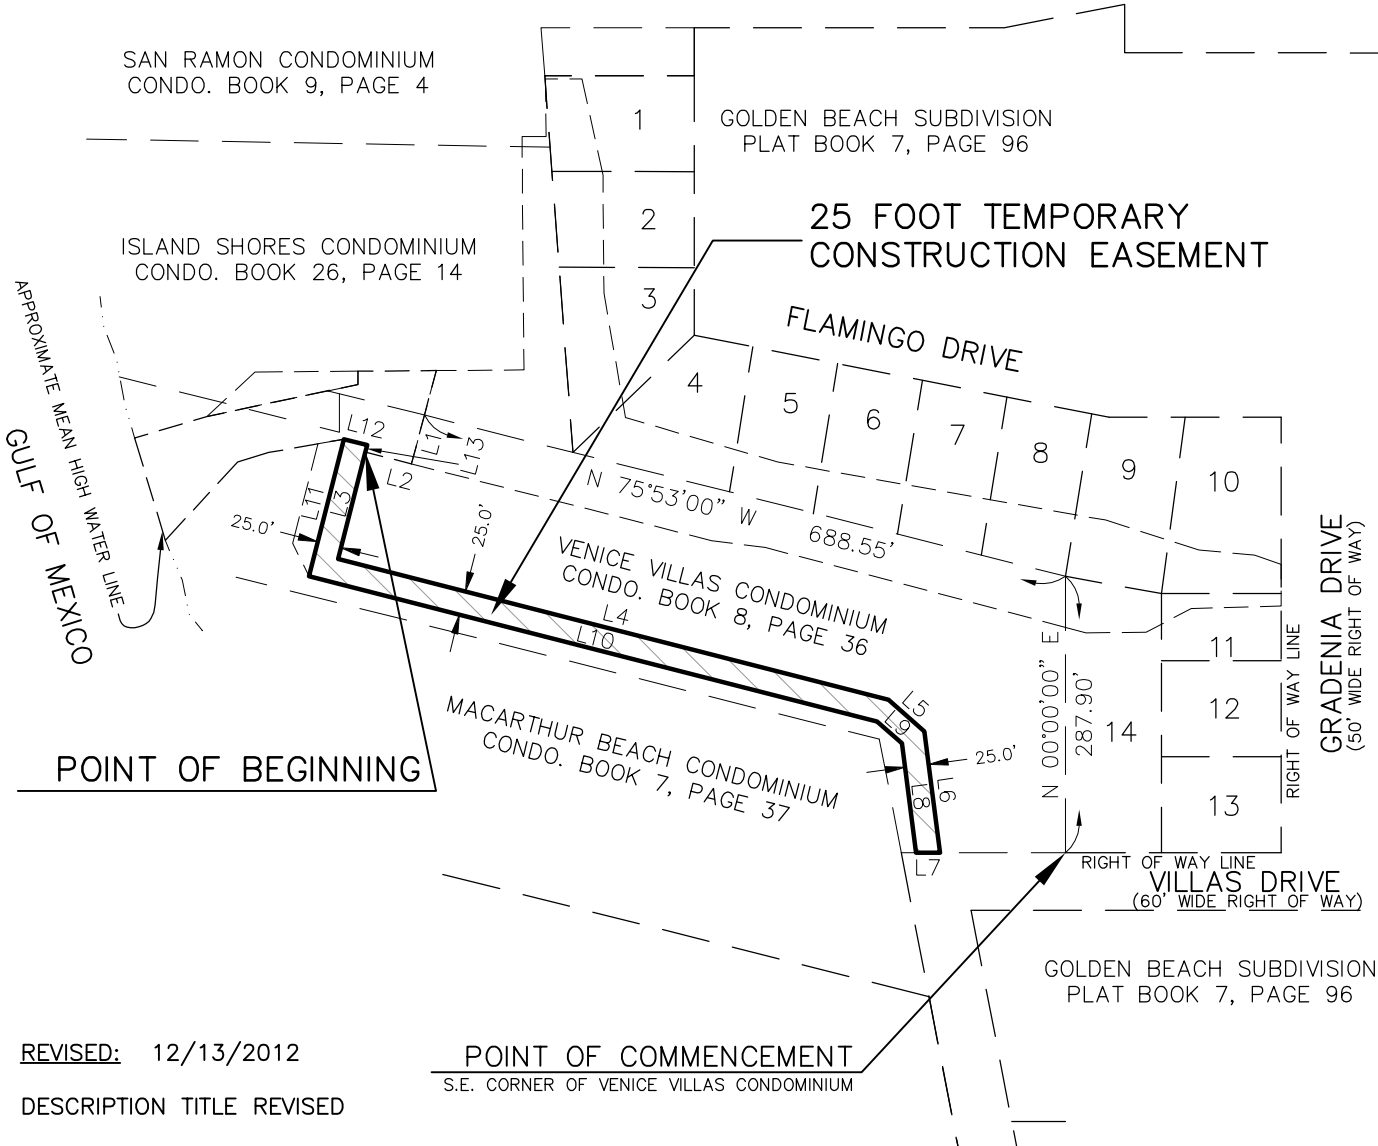 SAN RAMON CONDOMINIUM
CONDO. BOOK 9, PAGE 4
1
GOLDEN BEACH SUBDIVISION
PLAT BOOK 7, PAGE 96
2
25 FOOT TEMPORARY
CONSTRUCTION EASEMENT
ISLAND SHORES CONDOMINIUM
CONDO. BOOK 26, PAGE 14
3
APPROXIMATE MEAN HIGH WATER LINE
GULF OF MEXICO
FLAMINGO DRIVE
4
5
6
7
8
9
10
L12
L1
L13
L2
L11
L3
25.0'
25.0'
N 75°53'00" W
688.55'
VENICE VILLAS CONDOMINIUM
CONDO. BOOK 8, PAGE 36
L4
L10
GRADENIA DRIVE
(50' WIDE RIGHT OF WAY)
RIGHT OF WAY LINE
11
12
13
14
N 00°00'00" E
287.90'
L5
L9
25.0'
L8
L6
L7
MACARTHUR BEACH CONDOMINIUM
CONDO. BOOK 7, PAGE 37
POINT OF BEGINNING
RIGHT OF WAY LINE
VILLAS DRIVE
(60' WIDE RIGHT OF WAY)
GOLDEN BEACH SUBDIVISION
PLAT BOOK 7, PAGE 96
REVISED: 12/13/2012
POINT OF COMMENCEMENT
S.E. CORNER OF VENICE VILLAS CONDOMINIUM
DESCRIPTION TITLE REVISED